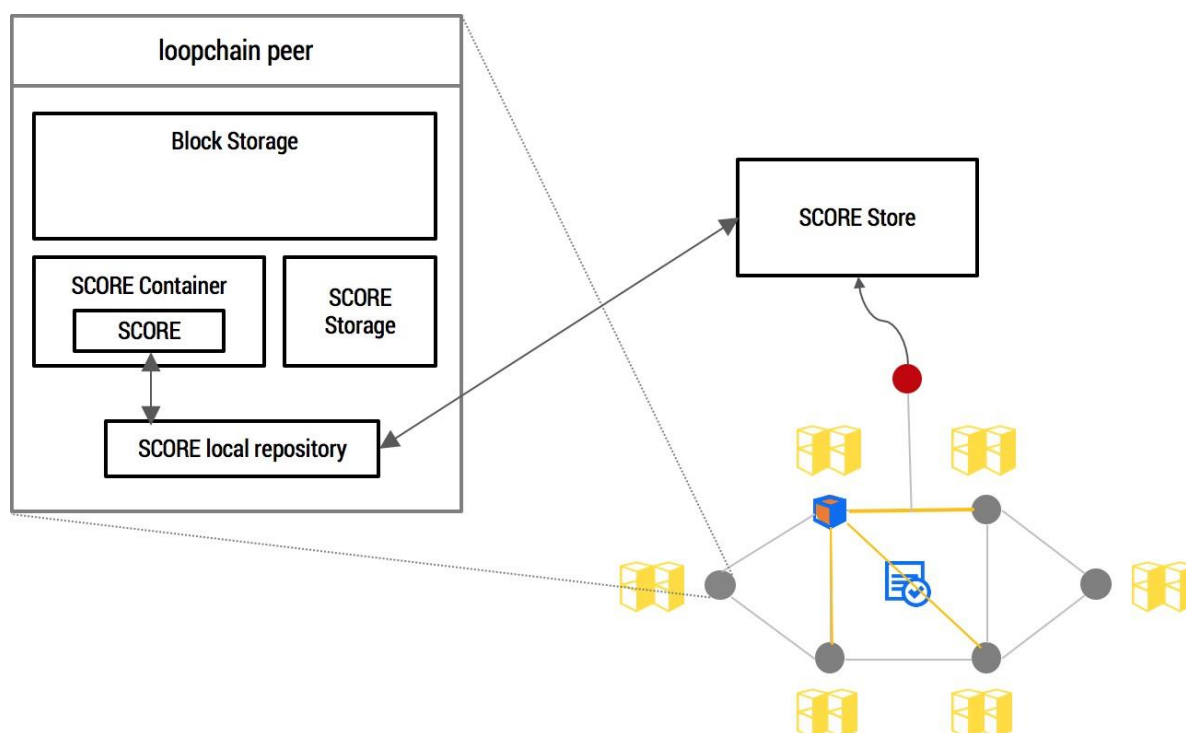 loopchain peer
Block Storage
SCORE Store
SCORE Container
SCORE
SCORE
Storage
SCORE local repository